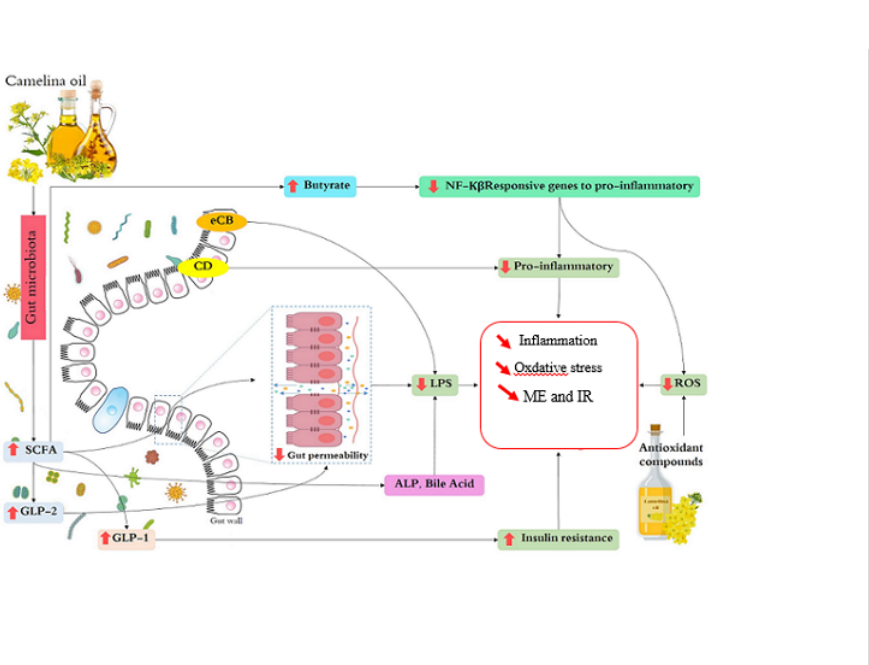 Camelina oil
Butyrate
NF-KβResponsive genes to pro-inflammatory
Gut microbiota
eCB
CD
Pro-inflammatory
Inflammation
Oxdative stress
ME and IR
LPS
ROS
SCFA
Gut permeability
Antioxidant
compounds
ALP, Bile Acid
GLP-2
Gut wall
GLP-1
Insulin resistance
Camelina
oil